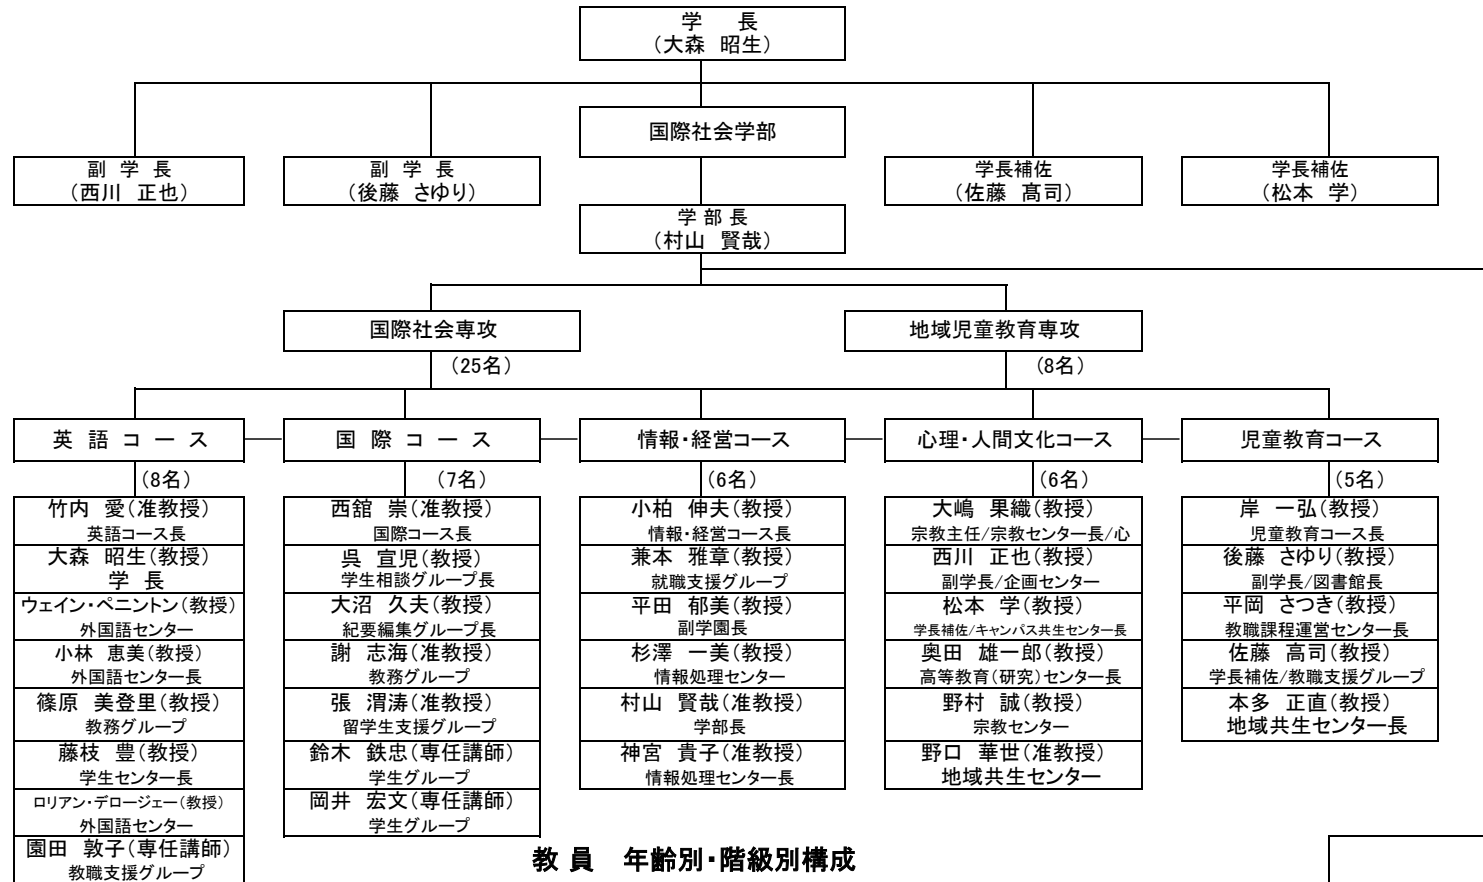 学　長
（大森　昭生）
国際社会学部
副　学　長
（西川　正也）
副　学　長
（後藤　さゆり）
学長補佐
（佐藤　髙司）
学長補佐
（松本　学）
学 部 長
（村山　賢哉）
国際社会専攻
（25名）
地域児童教育専攻
（8名）
英　語　コ　ー　ス
（8名）
竹内　愛（准教授）
英語コース長
大森　昭生（教授）
学　長
ウェイン・ペニントン（教授）
外国語センター
小林　恵美（教授）
外国語センター長
篠原　美登里（教授）
教務グループ
藤枝　豊（教授）
学生センター長
ロリアン・デロージェー（教授）
外国語センター
園田　敦子（専任講師）
教職支援グループ
国　際　コ　ー　ス
（7名）
西舘　崇（准教授）
国際コース長
呉　宣児（教授）
学生相談グループ長
大沼　久夫（教授）
紀要編集グループ長
謝　志海（准教授）
教務グループ
張　渭涛（准教授）
留学生支援グループ
鈴木　鉄忠（専任講師）
学生グループ
岡井　宏文（専任講師）
学生グループ
情報・経営コース
（6名）
小柏　伸夫（教授）
情報・経営コース長
兼本　雅章（教授）
就職支援グループ
平田　郁美（教授）
副学園長
杉澤　一美（教授）
情報処理センター
村山　賢哉（准教授）
学部長
神宮　貴子（准教授）
情報処理センター長
心理・人間文化コース
（6名）
大嶋　果織（教授）
宗教主任/宗教センター長/心
西川　正也（教授）
副学長/企画センター
松本　学（教授）
学長補佐/キャンパス共生センター長
奥田　雄一郎（教授）
高等教育（研究）センター長
野村　誠（教授）
宗教センター
野口　華世（准教授）
地域共生センター
児童教育コース
（5名）
岸　一弘（教授）
児童教育コース長
後藤　さゆり（教授）
副学長/図書館長
平岡　さつき（教授）
教職課程運営センター長
佐藤　高司（教授）
学長補佐/教職支援グループ
本多　正直（教授）
地域共生センター長
教 員　年齢別・階級別構成